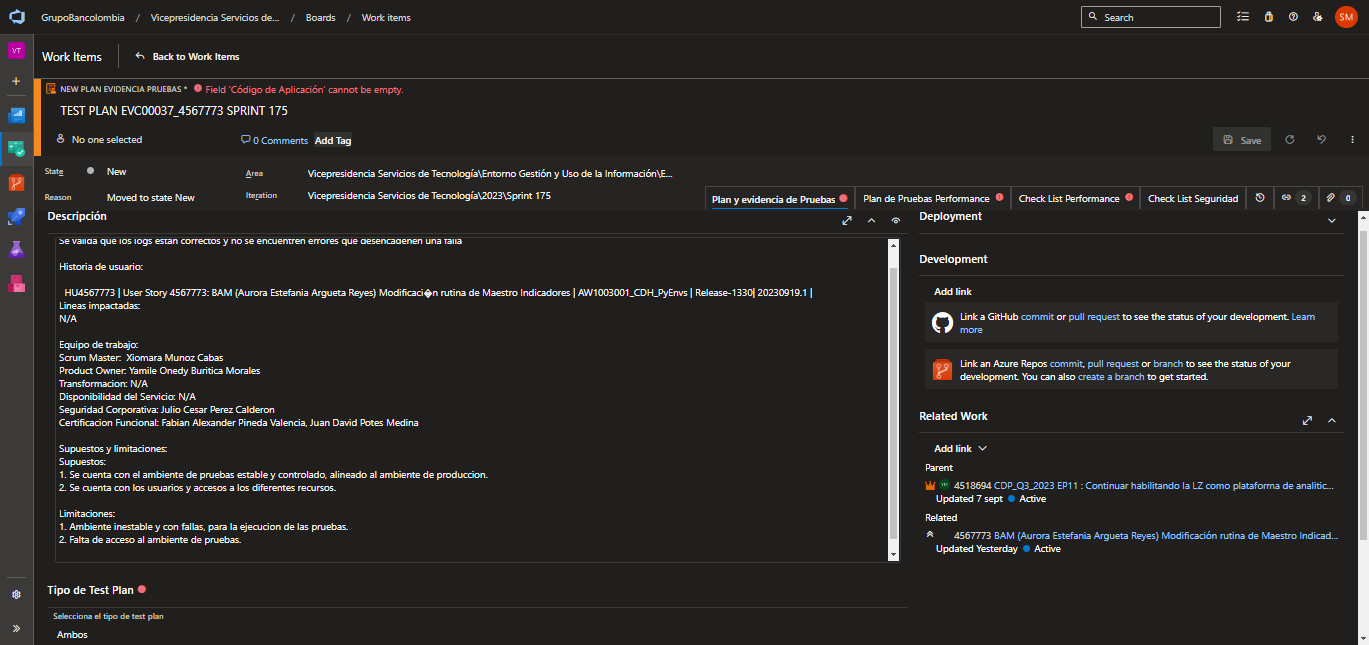 GrupoBancolombia / Vicepresidencia Servicios de... / Boards / Work items
Search
SM
VT
Work Items
Back to Work Items
NEW PLAN EVIDENCIA PRUEBAS * Field 'Código de Aplicación' cannot be empty.
TEST PLAN EVC00037_4567773 SPRINT 175
No one selected
0 Comments
Add Tag
Save
State
New
Area
Vicepresidencia Servicios de Tecnología\Entorno Gestión y Uso de la Información\E...
Reason
Moved to state New
Iteration
Vicepresidencia Servicios de Tecnología\2023\Sprint 175
Plan y evidencia de Pruebas
Plan de Pruebas Performance
Check List Performance
Check List Seguridad
2
0
Descripción
Se valida que los logs estan correctos y no se encuentren errores que desencadenen una falla
Historia de usuario:
HU4567773 | User Story 4567773: BAM (Aurora Estefania Argueta Reyes) Modificaci�n rutina de Maestro Indicadores | AW1003001_CDH_PyEnvs | Release-1330| 20230919.1 |
Lineas impactadas:
N/A
Equipo de trabajo:
Scrum Master:  Xiomara Munoz Cabas
Product Owner: Yamile Onedy Buritica Morales
Transformacion: N/A
Disponibilidad del Servicio: N/A
Seguridad Corporativa: Julio Cesar Perez Calderon
Certificacion Funcional: Fabian Alexander Pineda Valencia, Juan David Potes Medina
Supuestos y limitaciones:
Supuestos:
1. Se cuenta con el ambiente de pruebas estable y controlado, alineado al ambiente de produccion.
2. Se cuenta con los usuarios y accesos a los diferentes recursos.
Limitaciones:
1. Ambiente inestable y con fallas, para la ejecucion de las pruebas.
2. Falta de acceso al ambiente de pruebas.
Tipo de Test Plan
Selecciona el tipo de test plan
Ambos
Deployment
Development
Add link
Link a GitHub commit or pull request to see the status of your development. Learn
more
Link an Azure Repos commit, pull request or branch to see the status of your
development. You can also create a branch to get started.
Related Work
Add link
Parent
4518694 CDP_Q3_2023 EP11 : Continuar habilitando la LZ como plataforma de analitic...
Updated 7 sept Active
Related
4567773 BAM (Aurora Estefania Argueta Reyes) Modificación rutina de Maestro Indicad...
Updated Yesterday Active